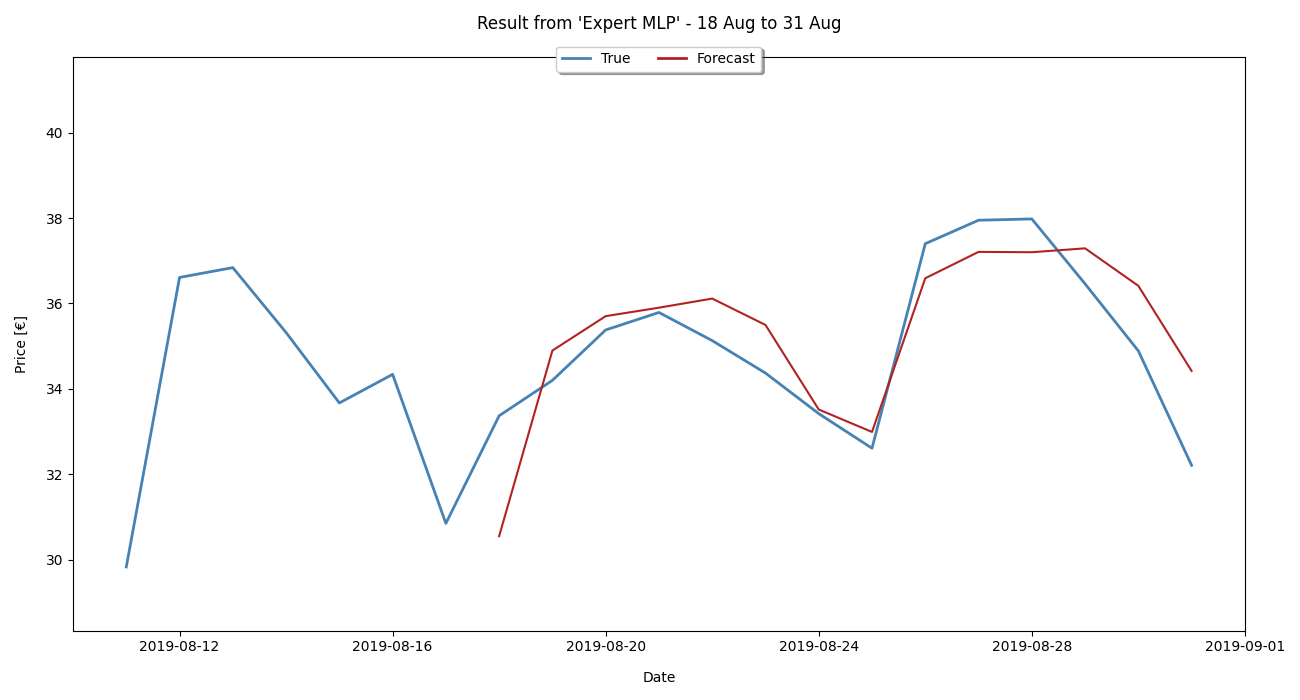 Result from 'Expert MLP' - 18 Aug to 31 Aug
True Forecast
40
38
36
34
32
30
Price [€]
2019-08-12 2019-08-16 2019-08-20 2019-08-24 2019-08-28 2019-09-01
Date